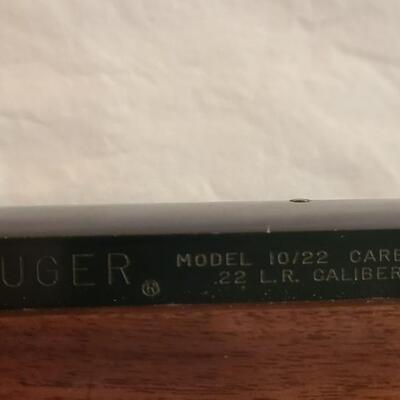 UGER ® MODEL 10/22 CARB
.22 L.R. CALIBER